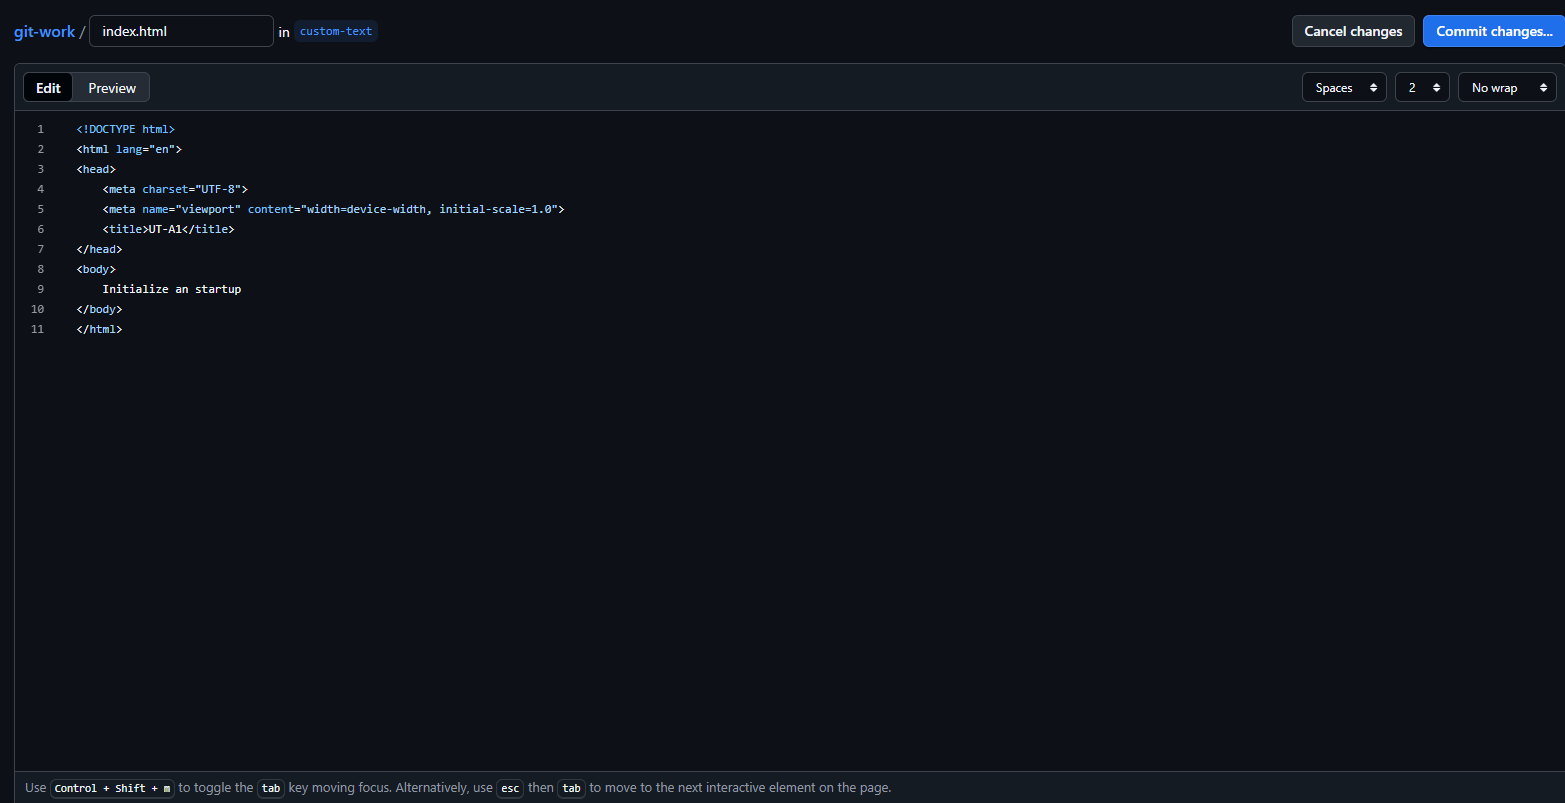 git-work / index.html in custom-text Cancel changes Commit changes...
Edit Preview Spaces 2 No wrap
1 <!DOCTYPE html>
2 <html lang="en">
3 <head>
4     <meta charset="UTF-8">
5     <meta name="viewport" content="width=device-width, initial-scale=1.0">
6     <title>UT-A1</title>
7 </head>
8 <body>
9     Initialize an startup
10 </body>
11 </html>
Use Control + Shift + m to toggle the tab key moving focus. Alternatively, use esc then tab to move to the next interactive element on the page.